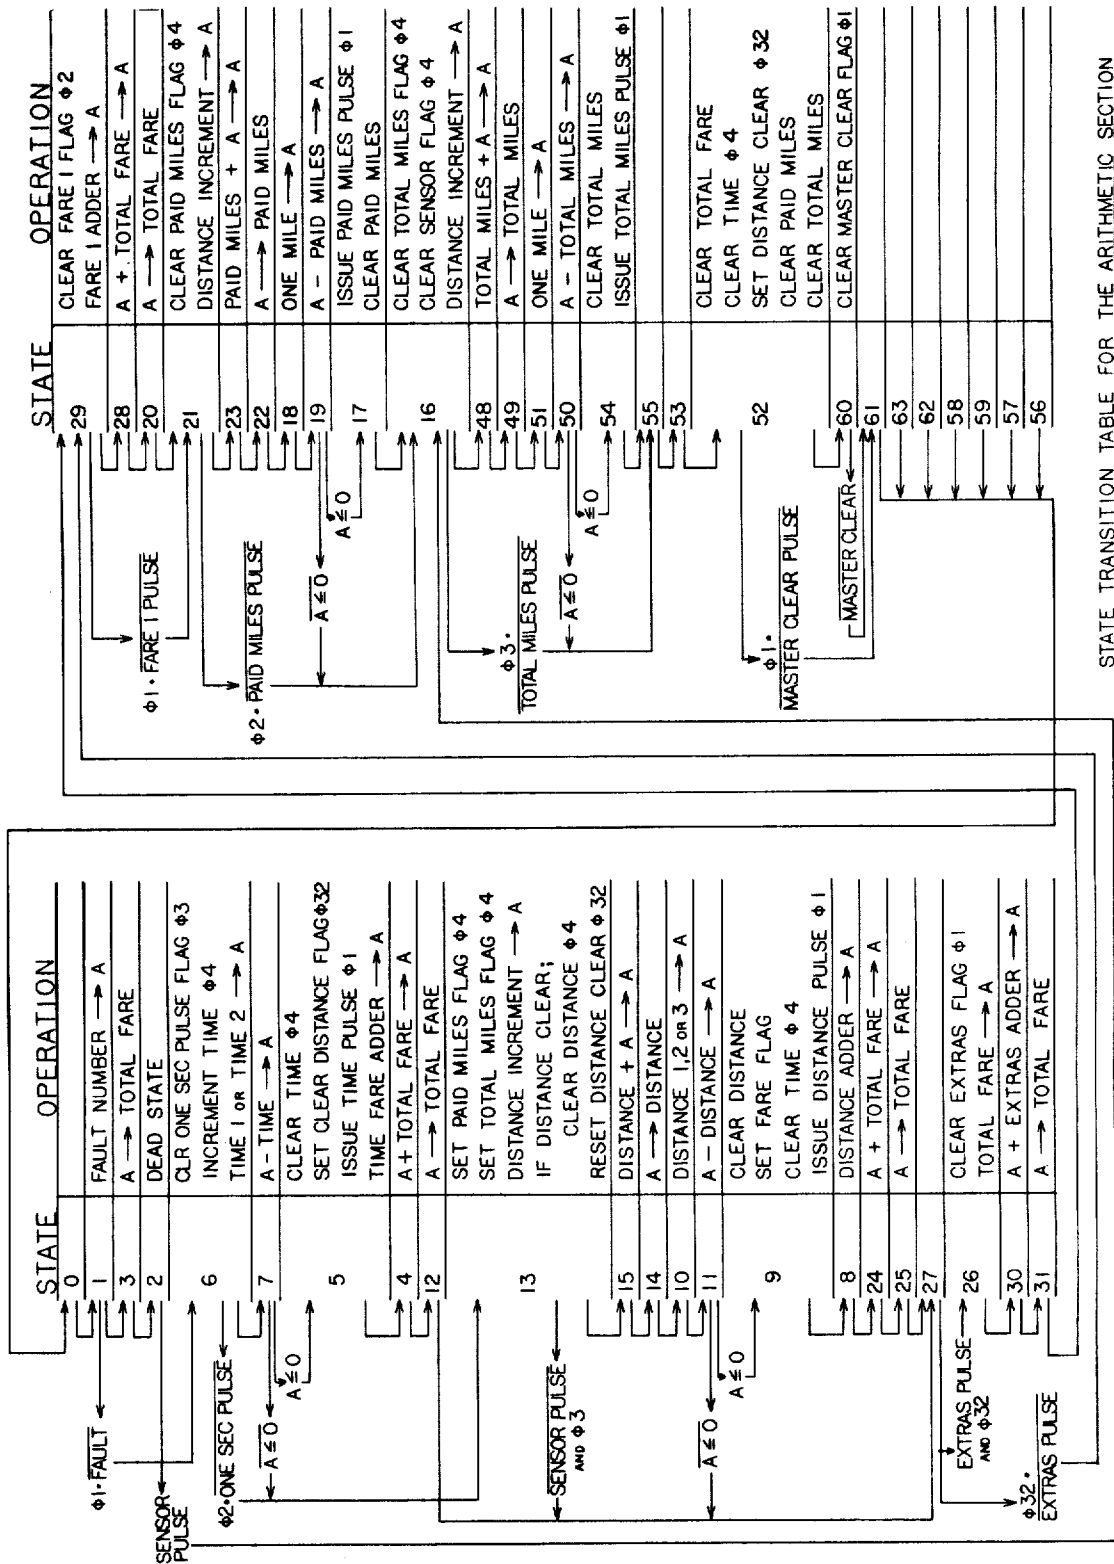 STATE OPERATION
0
1 FAULT NUMBER → A
3 A → TOTAL FARE
2 DEAD STATE
6 CLR ONE SEC PULSE FLAG Φ3
INCREMENT TIME Φ4
TIME 1 OR TIME 2 → A
7 A - TIME → A
5 CLEAR TIME Φ4
SET CLEAR DISTANCE FLAG Φ32
ISSUE TIME PULSE Φ1
TIME FARE ADDER → A
4 A + TOTAL FARE → A
12 A → TOTAL FARE
13 SET PAID MILES FLAG Φ4
SET TOTAL MILES FLAG Φ4
DISTANCE INCREMENT → A
IF DISTANCE CLEAR;
CLEAR DISTANCE Φ4
RESET DISTANCE CLEAR Φ32
15 DISTANCE + A → A
14 A → DISTANCE
10 DISTANCE 1,2 OR 3 → A
11 A - DISTANCE → A
9 CLEAR DISTANCE
SET FARE FLAG
CLEAR TIME Φ4
ISSUE DISTANCE PULSE Φ1
8 DISTANCE ADDER → A
24 A + TOTAL FARE → A
25 A → TOTAL FARE
27
26 CLEAR EXTRAS FLAG Φ1
TOTAL FARE → A
30 A + EXTRAS ADDER → A
31 A → TOTAL FARE
Φ1·FAULT
SENSOR
PULSE
Φ2·ONE SEC PULSE
A≤0
A≤0
SENSOR PULSE
AND Φ3
A≤0
A≤0
EXTRAS PULSE
AND Φ32
Φ32·
EXTRAS PULSE
STATE OPERATION
29 CLEAR FARE 1 FLAG Φ2
FARE 1 ADDER → A
28 A + TOTAL FARE → A
20 A → TOTAL FARE
21 CLEAR PAID MILES FLAG Φ4
DISTANCE INCREMENT → A
23 PAID MILES + A → A
22 A → PAID MILES
18 ONE MILE → A
19 A - PAID MILES → A
17 ISSUE PAID MILES PULSE Φ1
CLEAR PAID MILES
16 CLEAR TOTAL MILES FLAG Φ4
CLEAR SENSOR FLAG Φ4
DISTANCE INCREMENT → A
48 TOTAL MILES + A → A
49 A → TOTAL MILES
51 ONE MILE → A
50 A - TOTAL MILES → A
54 CLEAR TOTAL MILES
ISSUE TOTAL MILES PULSE Φ1
55
53
52 CLEAR TOTAL FARE
CLEAR TIME Φ4
SET DISTANCE CLEAR Φ32
CLEAR PAID MILES
CLEAR TOTAL MILES
60 CLEAR MASTER CLEAR FLAG Φ1
61
63
62
58
59
57
56
Φ1·FARE 1 PULSE
Φ2·PAID MILES PULSE
A≤0
A≤0
Φ3·
TOTAL MILES PULSE
A≤0
A≤0
Φ1·
MASTER CLEAR PULSE
MASTER CLEAR
STATE TRANSITION TABLE FOR THE ARITHMETIC SECTION